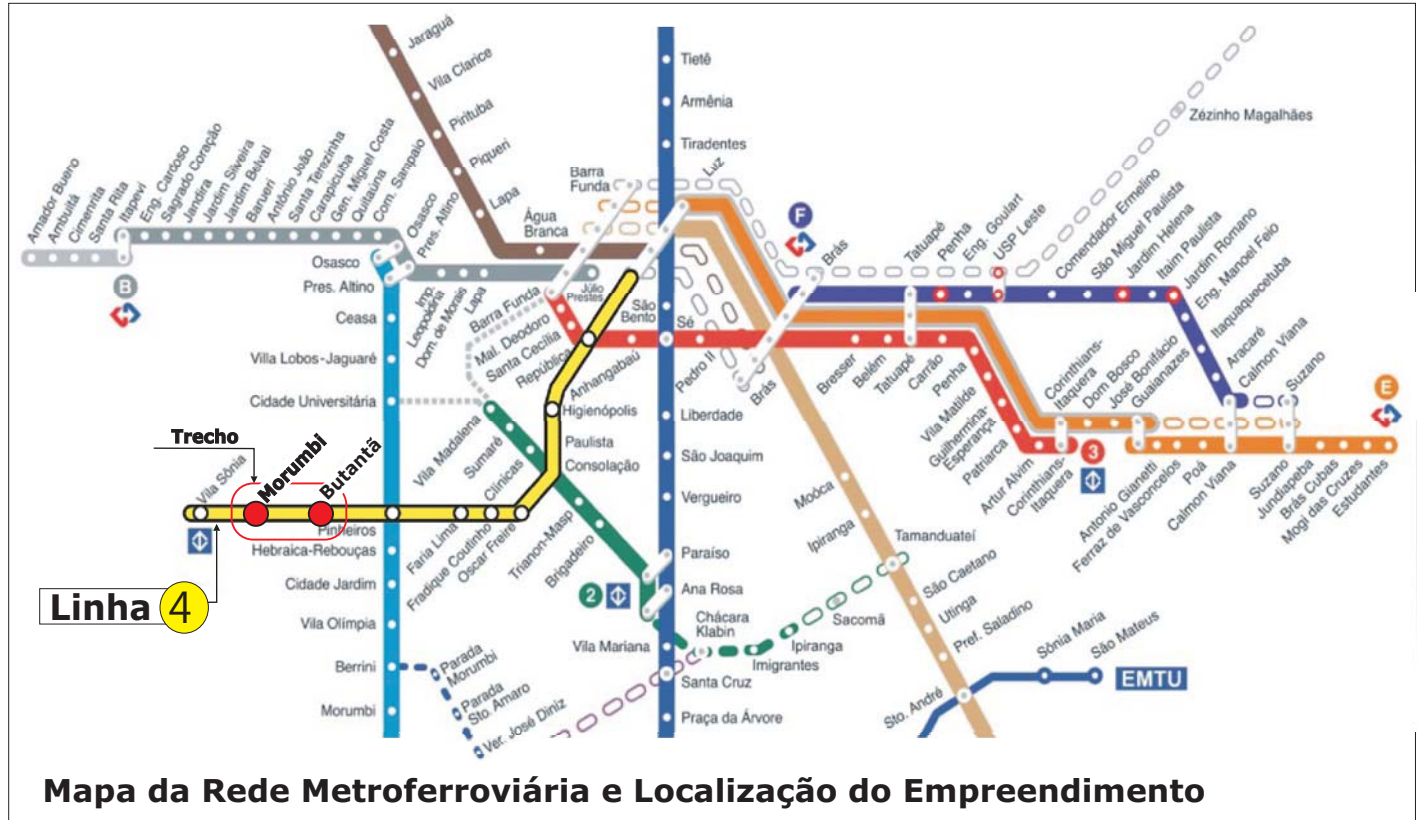 Jaraguá
Vila Clarice
Pirituba
Piqueri
Lapa
Água
Branca
Barra
Funda
Luz
Tietê
Armênia
Tiradentes
Zézinho Magalhães
Amador Bueno
Ambuitá
Cimenrita
Santa Rita
Itapevi
Eng. Cardoso
Sagrado Coração
Jandira
Jardim Silveira
Jardim Belval
Barueri
Antônio João
Santa Terezinha
Carapicuiba
Gen. Miguel Costa
Quitaúna
Com. Sampaio
Osasco
Pres. Altino
B
Osasco
Pres. Altino
Ceasa
Villa Lobos-Jaguaré
Cidade Universitária
Imp.
Leopoldina
Dom. de Morais
Lapa
Barra Funda
Júlio
Prestes
Mal. Deodoro
Santa Cecília
República
Anhangabaú
São
Bento
Sé
Pedro II
Brás
F
Brás
Tatuapé
Penha
Eng. Goulart
USP Leste
Comendador Ermelino
São Miguel Paulista
Jardim Helena
Itaim Paulista
Jardim Romano
Eng. Manoel Feio
Itaquaquecetuba
Aracaré
Calmon Viana
Suzano
E
Bresser
Belém
Tatuapé
Carrão
Penha
Vila Matilde
Guilhermina-
Esperança
Patriarca
Artur Alvim
Corinthians-
Itaquera
3
Corinthians-
Itaquera
Dom Bosco
José Bonifácio
Guaianazes
Antonio Gianetti
Ferraz de Vasconcelos
Poá
Calmon Viana
Suzano
Jundiapeba
Brás Cubas
Mogi das Cruzes
Estudantes
Higienópolis
Paulista
Consolação
Liberdade
São Joaquim
Vergueiro
Paraíso
Ana Rosa
Chácara
Klabin
Vila Mariana
Santa Cruz
Praça da Árvore
Vila Madalena
Sumaré
Clínicas
Trianon-Masp
Brigadeiro
2
Imigrantes
Ipiranga
Sacomã
Tamanduateí
Moóca
Ipiranga
São Caetano
Utinga
Pref. Saladino
Sto. André
Sônia Maria
São Mateus
EMTU
Trecho
Vila Sônia
Morumbi
Butantã
Pinheiros
Faria Lima
Fradique Coutinho
Oscar Freire
Linha 4
Hebraica-Rebouças
Cidade Jardim
Vila Olímpia
Berrini
Morumbi
Parada
Morumbi
Parada
Sto. Amaro
Ver. José Diniz
Mapa da Rede Metroferroviária e Localização do Empreendimento